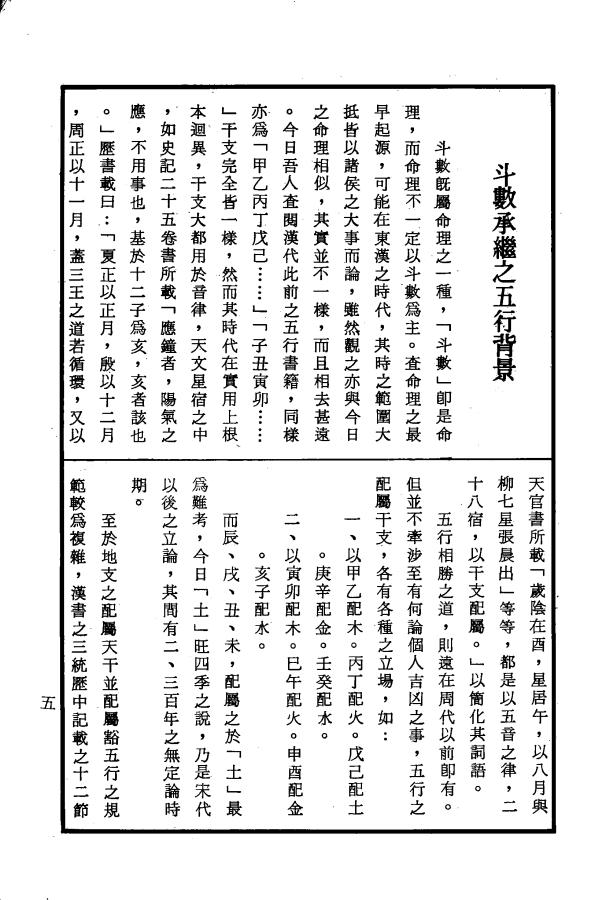 斗數承繼之五行背景
斗數旣屬命理之一種，「斗數」卽是命
理，而命理不一定以斗數爲主。查命理之最
早起源，可能在東漢之時代，其時之範圍大
抵皆以諸侯之大事而論，雖然觀之亦與今日
之命理相似，其實並不一樣，而且相去甚遠
。今日吾人查閱漢代此前之五行書籍，同樣
亦爲「甲乙丙丁戊己……」「子丑寅卯……
」干支完全皆一樣，然而其時代在實用上根
本迴異，干支大都用於音律，天文星宿之中
，如史記二十五卷書所載「應鐘者，陽氣之
應，不用事也，基於十二子爲亥，亥者該也
。」歷書載曰：「夏正以正月，殷以十二月
，周正以十一月，蓋三王之道若循環，又以
天官書所載「歲陰在酉，星居午，以八月與
柳七星張晨出」等等，都是以五音之律，二
十八宿，以干支配屬。」以簡化其詞語。
五行相勝之道，則遠在周代以前卽有。
但並不牽涉至有何論個人吉凶之事，五行之
配屬干支，各有各種之立場，如：
一、以甲乙配木。丙丁配火。戊己配土
。庚辛配金。壬癸配水。
二、以寅卯配木。巳午配火。申酉配金
。亥子配水。
而辰、戌、丑、未，配屬之於「土」最
爲難考，今日「土」旺四季之說，乃是宋代
以後之立論，其間有二、三百年之無定論時
期。
至於地支之配屬天干並配屬豁五行之規
範較爲複雜，漢書之三統歷中記載之十二節
五